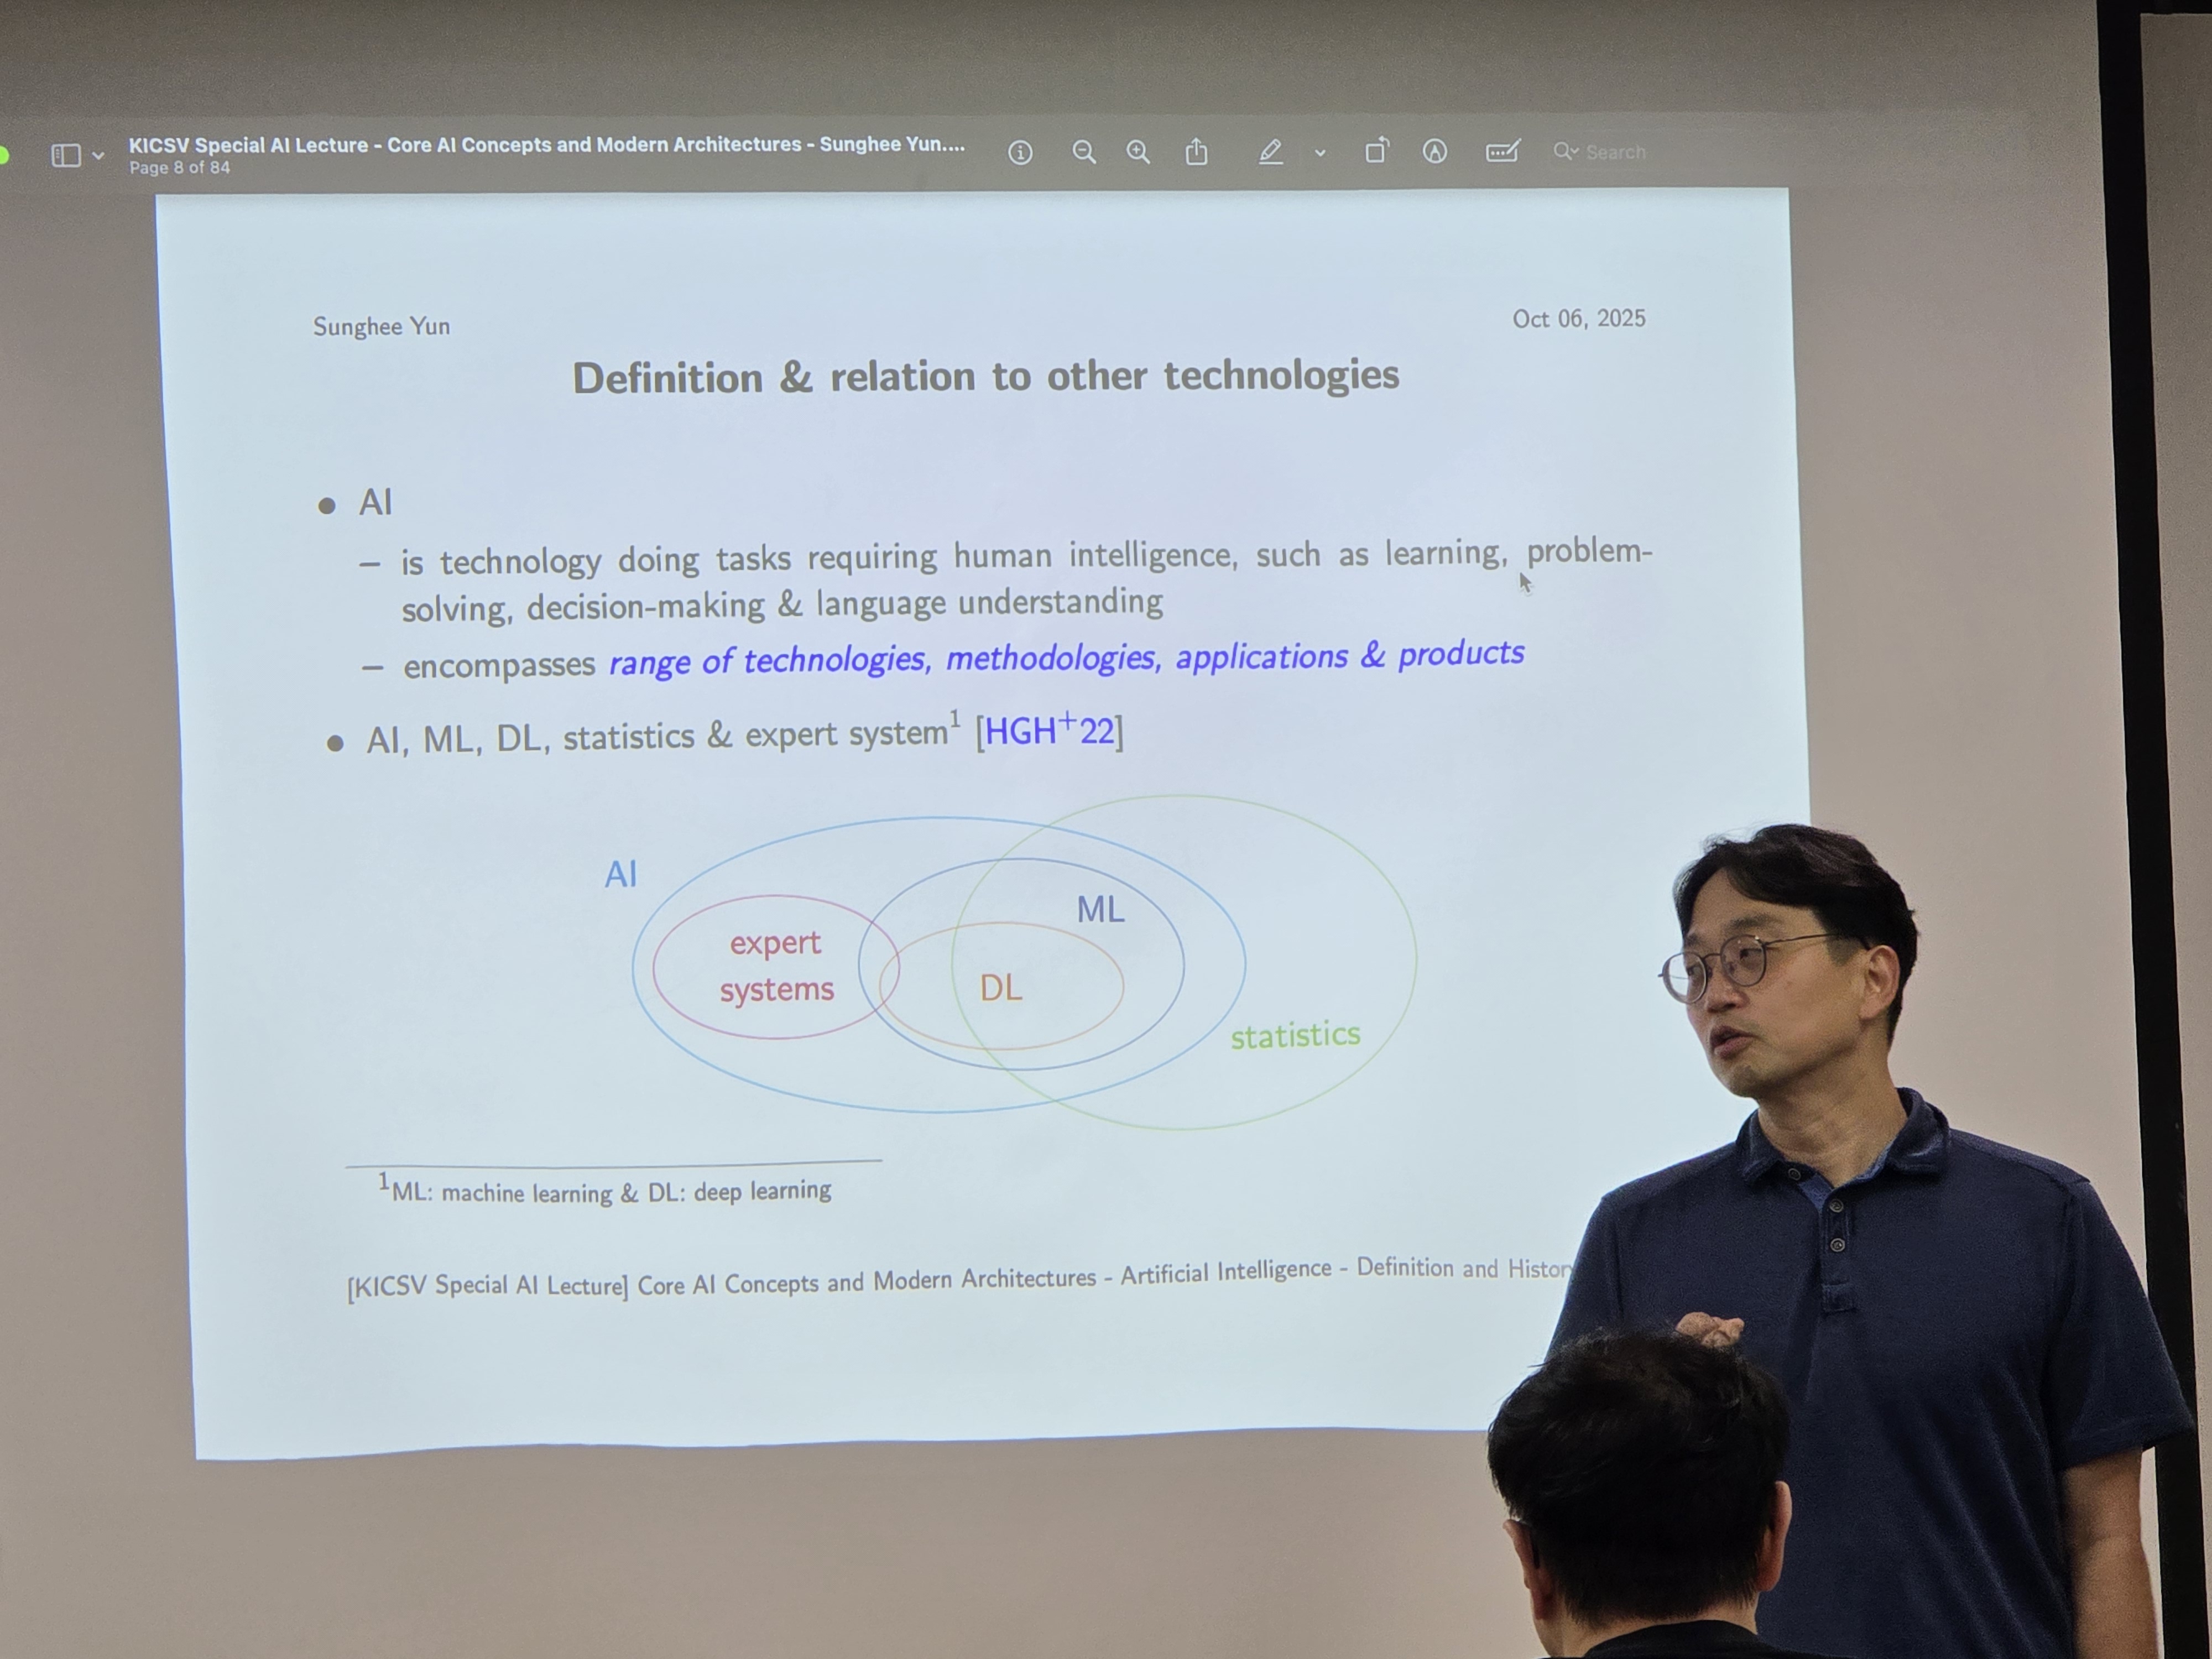 KICSV Special AI Lecture - Core AI Concepts and Modern Architectures - Sunghee Yun....
Page 8 of 84
Search
Sunghee Yun
Oct 06, 2025
Definition & relation to other technologies
● AI
– is technology doing tasks requiring human intelligence, such as learning, problem-
solving, decision-making & language understanding
– encompasses range of technologies, methodologies, applications & products
● AI, ML, DL, statistics & expert system¹ [HGH⁺22]
AI
ML
expert
systems
DL
statistics
¹ML: machine learning & DL: deep learning
[KICSV Special AI Lecture] Core AI Concepts and Modern Architectures - Artificial Intelligence - Definition and Histor